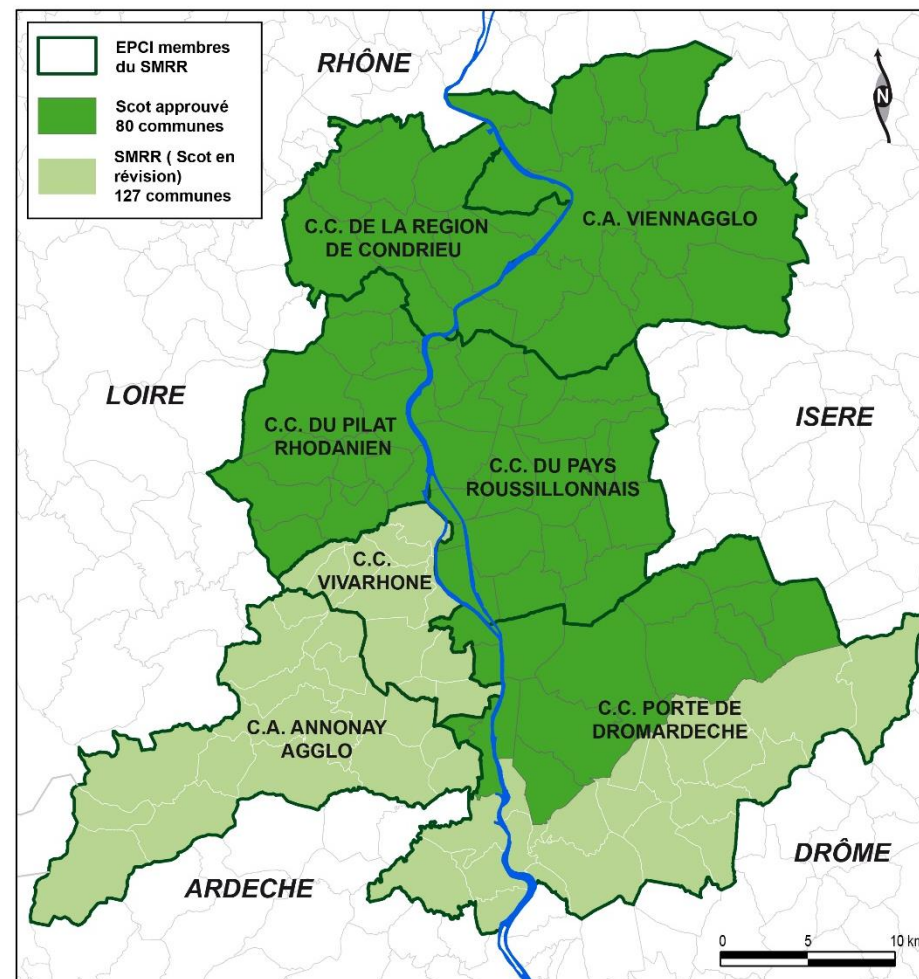 EPCI membres
du SMRR
Scot approuvé
80 communes
SMRR ( Scot en
révision)
127 communes
RHÔNE
N
C.C. DE LA REGION
DE CONDRIEU
C.A. VIENNAGGLO
LOIRE
ISERE
C.C. DU PILAT
RHODANIEN
C.C. DU PAYS
ROUSSILLONNAIS
C.C.
VIVARHONE
C.C. PORTE DE
DROMARDECHE
C.A. ANNONAY
AGGLO
ARDECHE
DRÔME
0 5 10 km